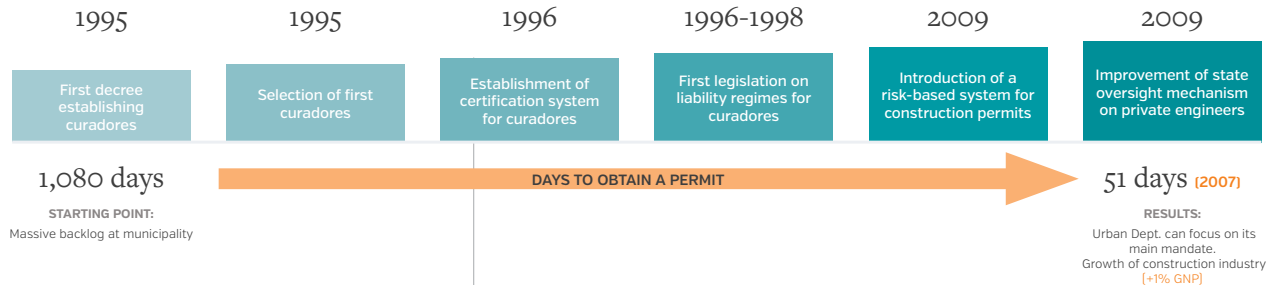 1995
1995
1996
1996-1998
2009
2009
First decree
establishing
curadores
Selection of first
curadores
Establishment of
certification system
for curadores
First legislation on
liability regimes for
curadores
Introduction of a
risk-based system for
construction permits
Improvement of state
oversight mechanism
on private engineers
1,080 days
DAYS TO OBTAIN A PERMIT
51 days (2007)
STARTING POINT:
Massive backlog at municipality
RESULTS:
Urban Dept. can focus on its
main mandate.
Growth of construction industry
(+1% GNP)